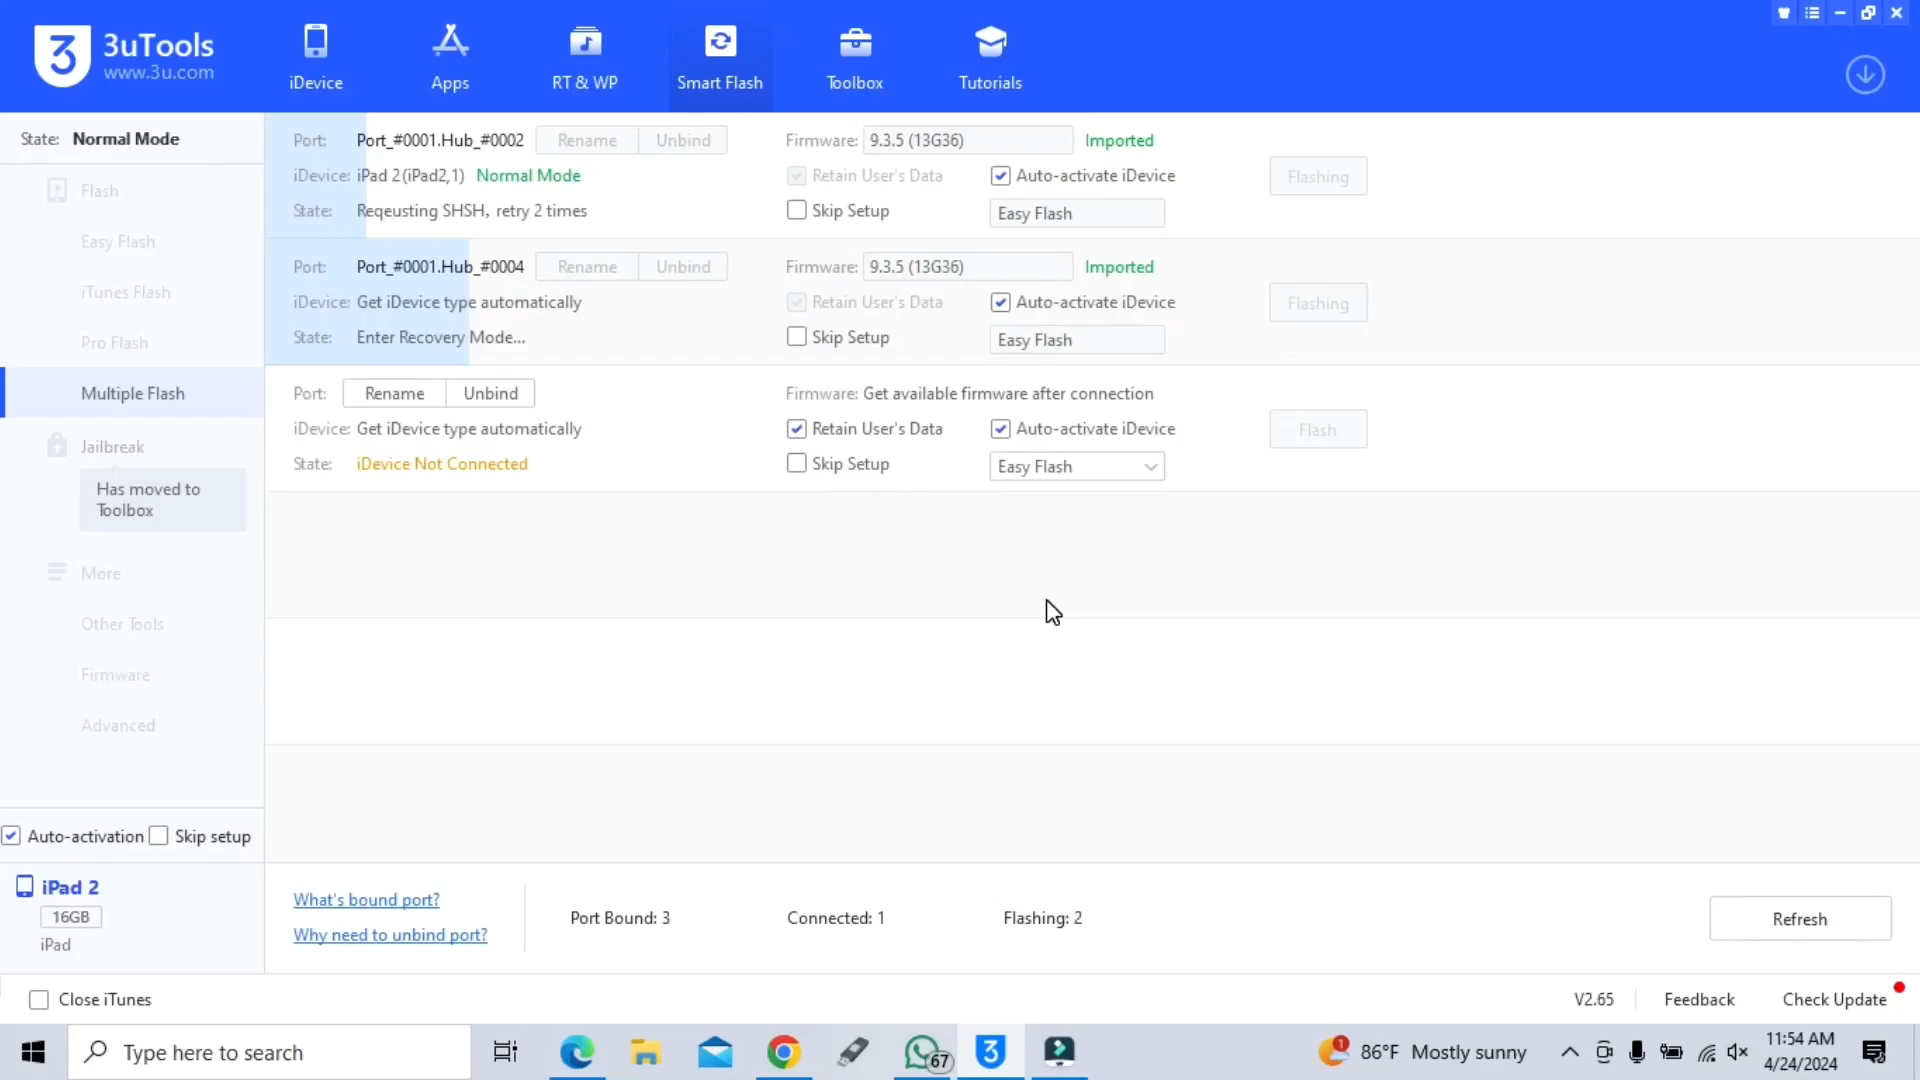 3 3uTools
www.3u.com
iDevice
Apps
RT & WP
Smart Flash
Toolbox
Tutorials
State: Normal Mode
Flash
Easy Flash
iTunes Flash
Pro Flash
Multiple Flash
Jailbreak
Has moved to
Toolbox
More
Other Tools
Firmware
Advanced
Auto-activation Skip setup
iPad 2
16GB
iPad
Port: Port_#0001.Hub_#0002 Rename Unbind Firmware: 9.3.5 (13G36) Imported
iDevice: iPad 2(iPad2,1) Normal Mode Retain User's Data Auto-activate iDevice Flashing
State: Reqeusting SHSH, retry 2 times Skip Setup Easy Flash
Port: Port_#0001.Hub_#0004 Rename Unbind Firmware: 9.3.5 (13G36) Imported
iDevice: Get iDevice type automatically Retain User's Data Auto-activate iDevice Flashing
State: Enter Recovery Mode... Skip Setup Easy Flash
Port: Rename Unbind Firmware: Get available firmware after connection
iDevice: Get iDevice type automatically Retain User's Data Auto-activate iDevice Flash
State: iDevice Not Connected Skip Setup Easy Flash
What's bound port?
Why need to unbind port?
Port Bound: 3 Connected: 1 Flashing: 2 Refresh
Close iTunes V2.65 Feedback Check Update
Type here to search 67 3 1 86°F Mostly sunny 11:54 AM
4/24/2024